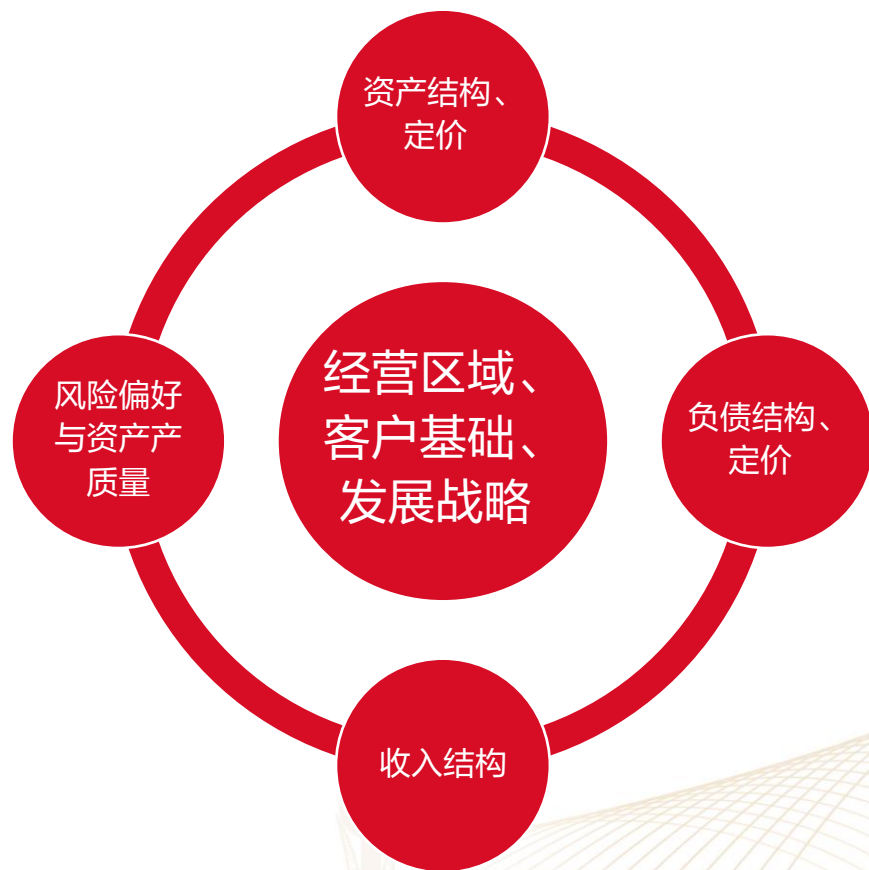 资产结构、
定价
经营区域、
客户基础、
发展战略
风险偏好
与资产产
质量
负债结构、
定价
收入结构